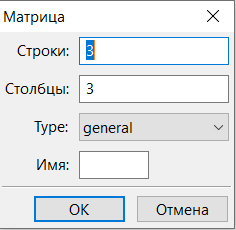 Матрица
Строки: 3
Столбцы: 3
Type: general
Имя:
OK Отмена